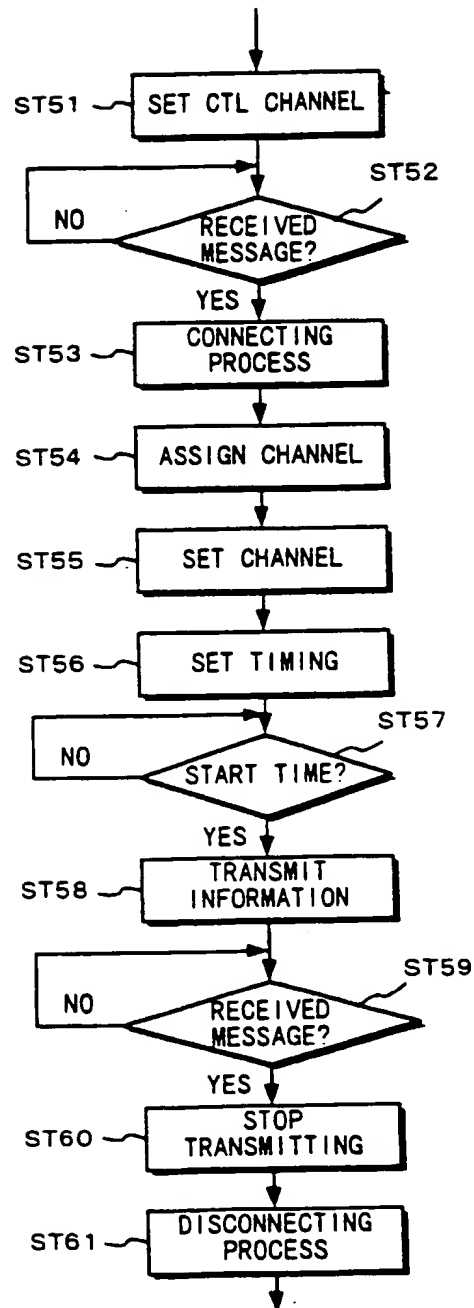 ST51
SET CTL CHANNEL
ST52
NO
RECEIVED
MESSAGE?
YES
ST53
CONNECTING
PROCESS
ST54
ASSIGN CHANNEL
ST55
SET CHANNEL
ST56
SET TIMING
ST57
NO
START TIME?
YES
ST58
TRANSMIT
INFORMATION
ST59
NO
RECEIVED
MESSAGE?
YES
ST60
STOP
TRANSMITTING
ST61
DISCONNECTING
PROCESS